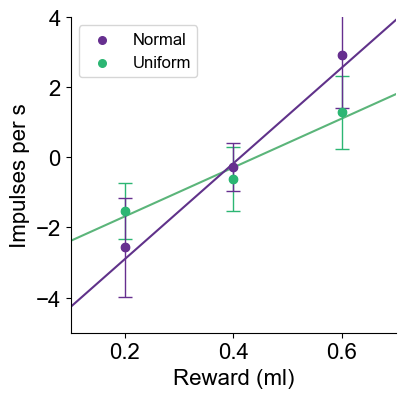 Normal
Uniform
Impulses per s
4
2
0
−2
−4
0.2 0.4 0.6
Reward (ml)